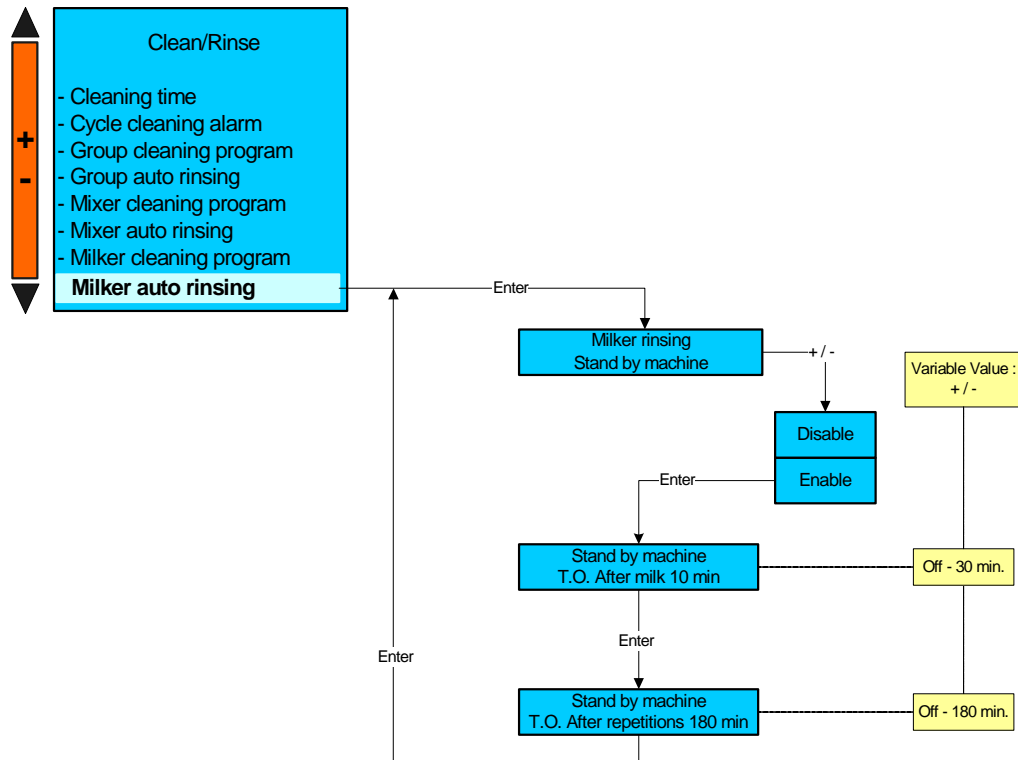 Clean/Rinse
+
-
- Cleaning time
- Cycle cleaning alarm
- Group cleaning program
- Group auto rinsing
- Mixer cleaning program
- Mixer auto rinsing
- Milker cleaning program
Milker auto rinsing
Enter
Milker rinsing
Stand by machine
+ / -
Variable Value :
+ / -
Disable
Enable
Enter
Stand by machine
T.O. After milk 10 min
Off - 30 min.
Enter
Enter
Stand by machine
T.O. After repetitions 180 min
Off - 180 min.